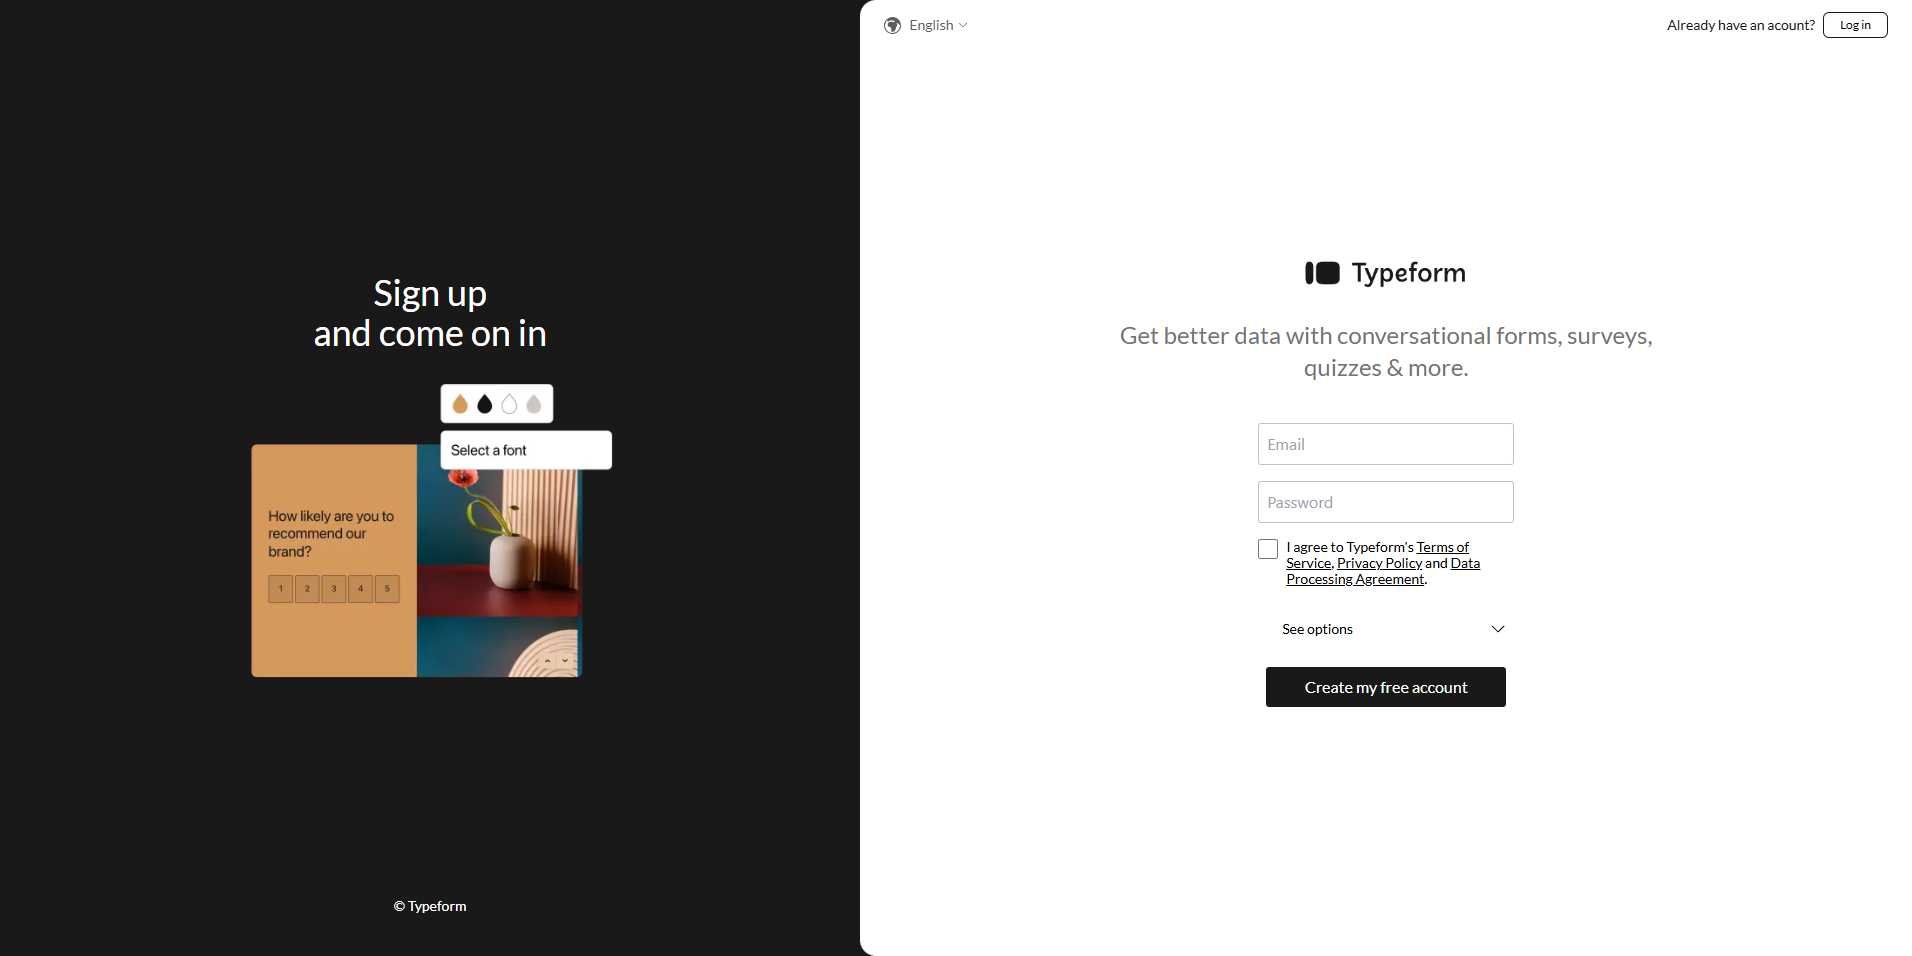 Sign up
and come on in
Select a font
How likely are you to
recommend our
brand?
1 2 3 4 5
© Typeform
English
Already have an acount?
Log in
Typeform
Get better data with conversational forms, surveys,
quizzes & more.
Email
Password
I agree to Typeform's Terms of
Service, Privacy Policy and Data
Processing Agreement.
See options
Create my free account